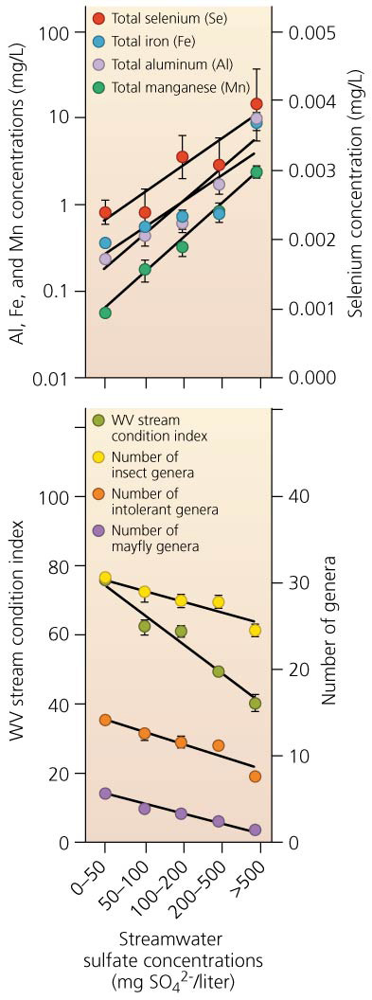 Total selenium (Se)
Total iron (Fe)
Total aluminum (Al)
Total manganese (Mn)
Al, Fe, and Mn concentrations (mg/L)
100
10
1
0.1
0.01
Selenium concentration (mg/L)
0.005
0.004
0.003
0.002
0.001
0.000
WV stream
condition index
Number of
insect genera
Number of
intolerant genera
Number of
mayfly genera
WV stream condition index
100
80
60
40
20
0
Number of genera
40
30
20
10
0
0–50
50–100
100–200
200–500
>500
Streamwater
sulfate concentrations
(mg SO₄²⁻/liter)